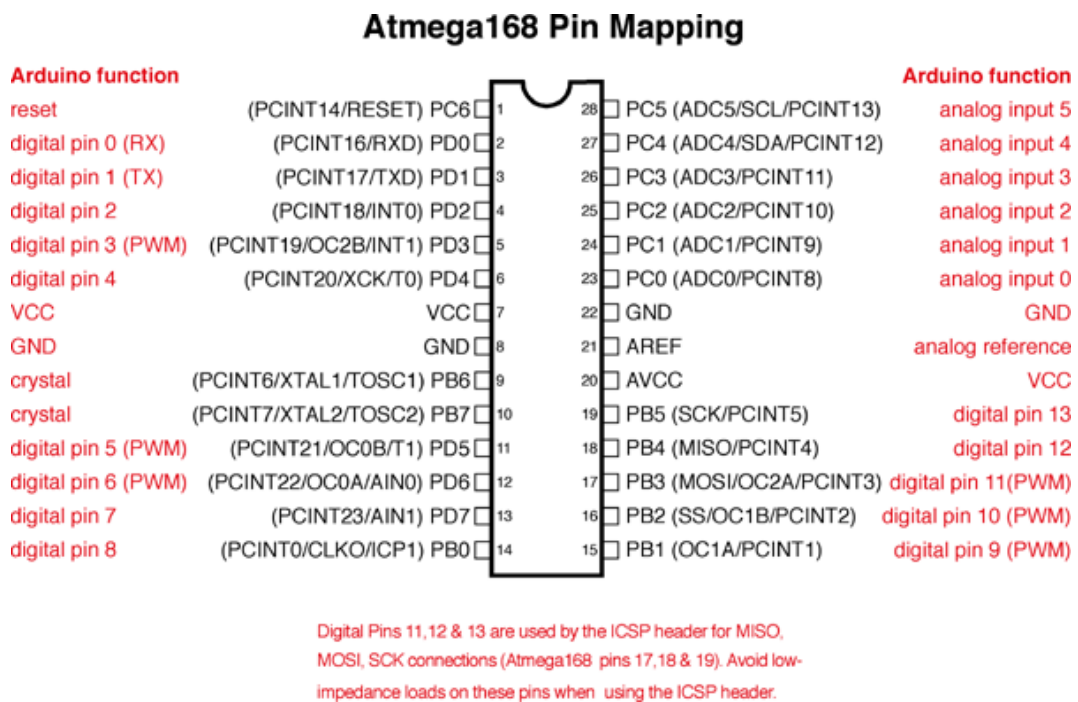 Atmega168 Pin Mapping
Arduino function Arduino function
reset (PCINT14/RESET) PC6 1 28 PC5 (ADC5/SCL/PCINT13) analog input 5
digital pin 0 (RX) (PCINT16/RXD) PD0 2 27 PC4 (ADC4/SDA/PCINT12) analog input 4
digital pin 1 (TX) (PCINT17/TXD) PD1 3 26 PC3 (ADC3/PCINT11) analog input 3
digital pin 2 (PCINT18/INT0) PD2 4 25 PC2 (ADC2/PCINT10) analog input 2
digital pin 3 (PWM) (PCINT19/OC2B/INT1) PD3 5 24 PC1 (ADC1/PCINT9) analog input 1
digital pin 4 (PCINT20/XCK/T0) PD4 6 23 PC0 (ADC0/PCINT8) analog input 0
VCC VCC 7 22 GND GND
GND GND 8 21 AREF analog reference
crystal (PCINT6/XTAL1/TOSC1) PB6 9 20 AVCC VCC
crystal (PCINT7/XTAL2/TOSC2) PB7 10 19 PB5 (SCK/PCINT5) digital pin 13
digital pin 5 (PWM) (PCINT21/OC0B/T1) PD5 11 18 PB4 (MISO/PCINT4) digital pin 12
digital pin 6 (PWM) (PCINT22/OC0A/AIN0) PD6 12 17 PB3 (MOSI/OC2A/PCINT3) digital pin 11(PWM)
digital pin 7 (PCINT23/AIN1) PD7 13 16 PB2 (SS/OC1B/PCINT2) digital pin 10 (PWM)
digital pin 8 (PCINT0/CLKO/ICP1) PB0 14 15 PB1 (OC1A/PCINT1) digital pin 9 (PWM)
Digital Pins 11,12 & 13 are used by the ICSP header for MISO,
MOSI, SCK connections (Atmega168 pins 17,18 & 19). Avoid low-
impedance loads on these pins when using the ICSP header.